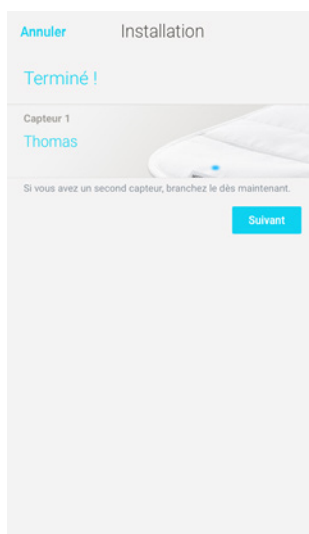 Annuler Installation
Terminé !
Capteur 1
Thomas
Si vous avez un second capteur, branchez le dès maintenant.
Suivant